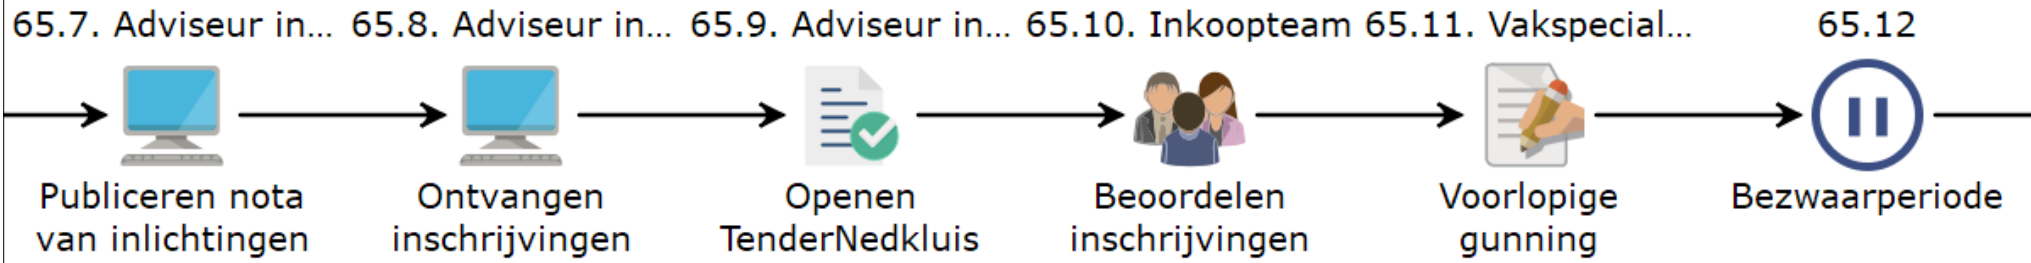 65.7. Adviseur in...
65.8. Adviseur in...
65.9. Adviseur in...
65.10. Inkoopteam
65.11. Vakspecial...
65.12
Publiceren nota
van inlichtingen
Ontvangen
inschrijvingen
Openen
TenderNedkluis
Beoordelen
inschrijvingen
Voorlopige
gunning
Bezwaarperiode